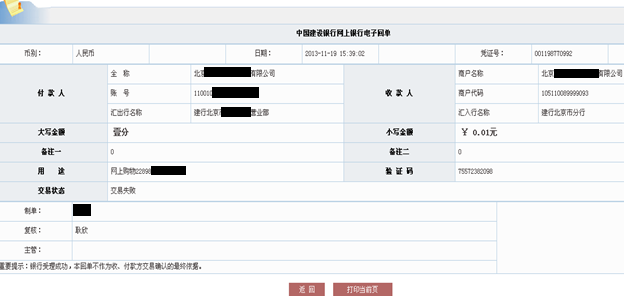 中国建设银行网上银行电子回单
币别： 人民币 日期： 2013-11-19 15:39:02 凭证号： 001198770992
付 款 人 全 称 北京 有限公司 收 款 人 商户名称 北京 有限公司
账 号 110010 商户代码 105110089999093
汇出行名称 建行北京市 营业部 汇入行名称 建行北京市分行
大写金额 壹分 小写金额 ￥ 0.01元
备注一 0 备注二 0
用 途 网上购物22898 验 证 码 75572382098
交易状态 交易失败
制单：
复核： 耿欣
主管：
重要提示：银行受理成功，本回单不作为收、付款方交易确认的最终依据。
返 回 打印当前页